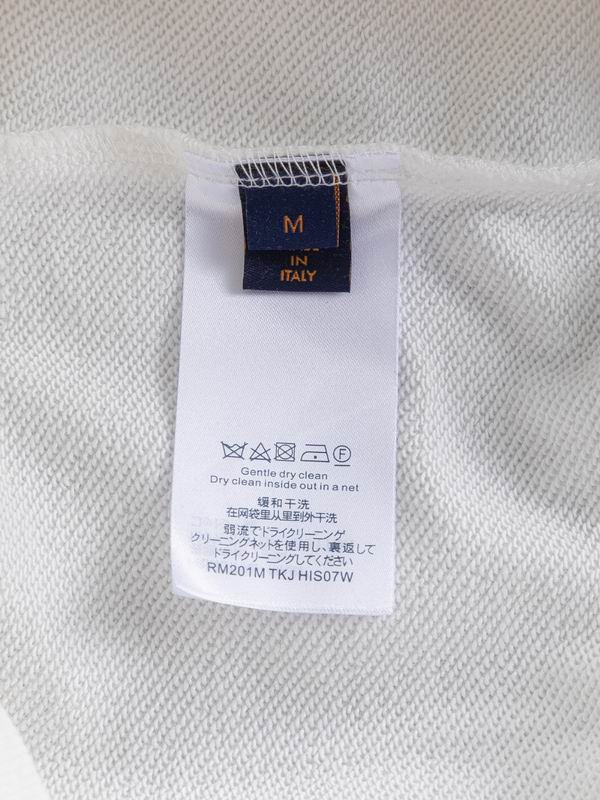 M
IN
ITALY
Gentle dry clean
Dry clean inside out in a net
缓和干洗
在网袋里从里到外干洗
弱流でドライクリーニング
クリーニングネットを使用し、裏返して
ドライクリーニングしてください
RM201M TKJ HIS07W